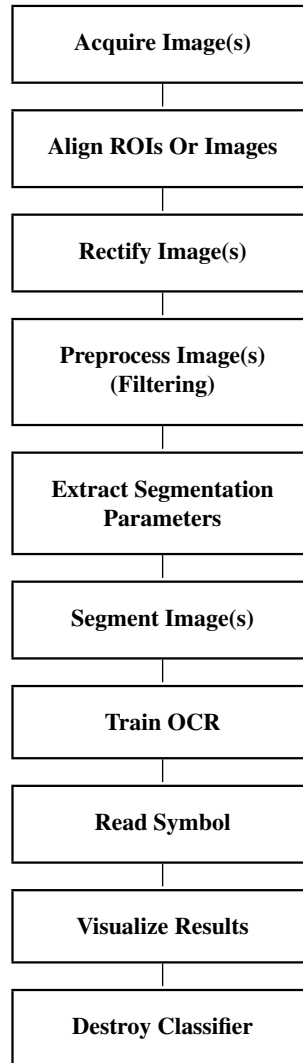 Acquire Image(s)
Align ROIs Or Images
Rectify Image(s)
Preprocess Image(s)
(Filtering)
Extract Segmentation
Parameters
Segment Image(s)
Train OCR
Read Symbol
Visualize Results
Destroy Classifier